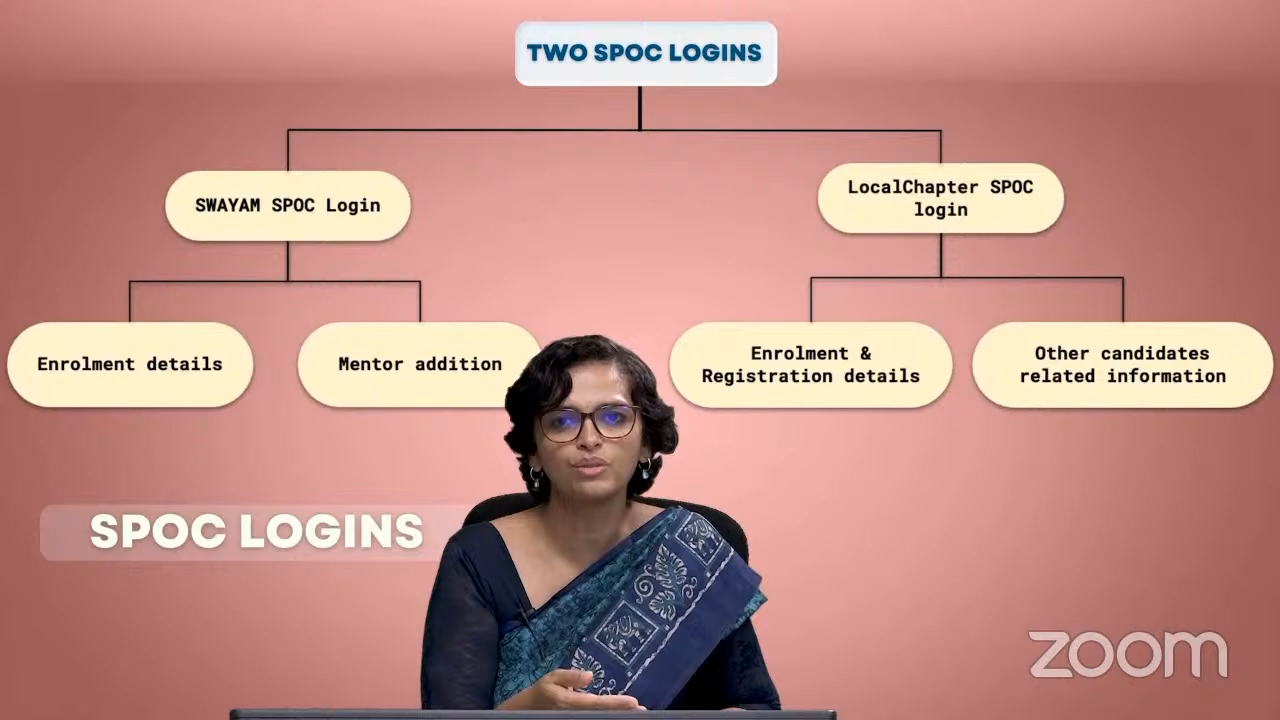 TWO SPOC LOGINS
SWAYAM SPOC Login
LocalChapter SPOC
login
Enrolment details
Mentor addition
Enrolment &
Registration details
Other candidates
related information
SPOC LOGINS
zoom